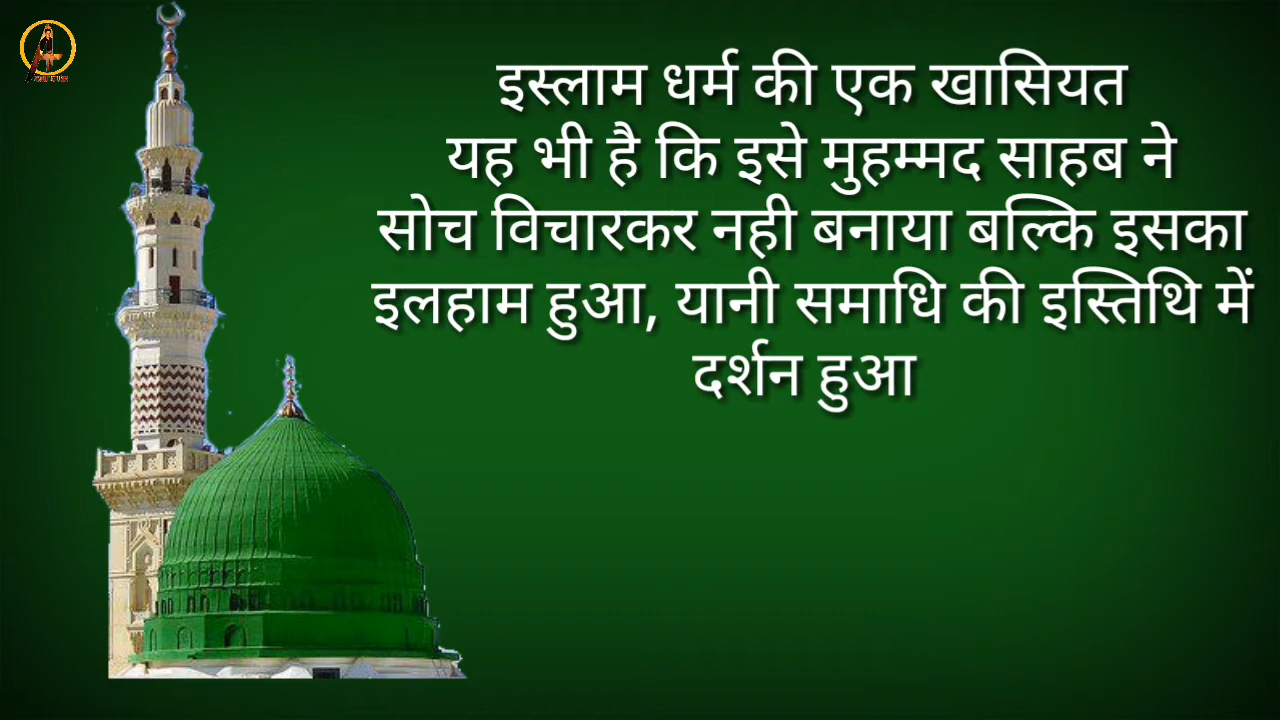 इस्लाम धर्म की एक खासियत
यह भी है कि इसे मुहम्मद साहब ने
सोच विचारकर नही बनाया बल्कि इसका
इलहाम हुआ, यानी समाधि की इस्तिथि में
दर्शन हुआ